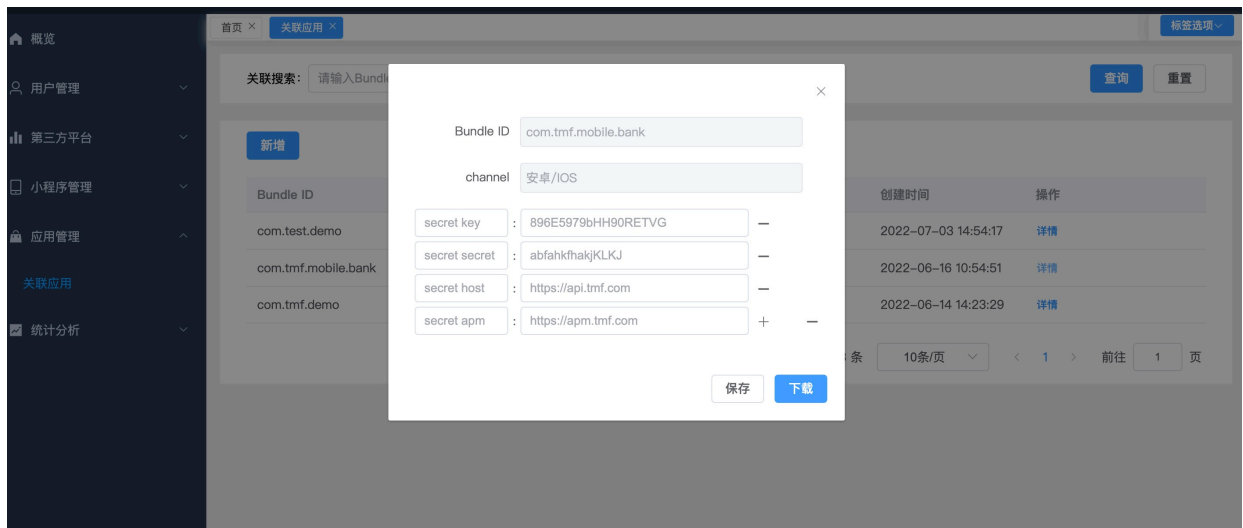 概览
用户管理
第三方平台
小程序管理
应用管理
关联应用
统计分析
首页 ×
关联应用 ×
标签选项
关联搜索： 请输入Bundle
查询 重置
新增
Bundle ID 创建时间 操作
com.test.demo 2022-07-03 14:54:17 详情
com.tmf.mobile.bank 2022-06-16 10:54:51 详情
com.tmf.demo 2022-06-14 14:23:29 详情
条 10条/页 < 1 > 前往 1 页
×
Bundle ID com.tmf.mobile.bank
channel 安卓/IOS
secret key : 896E5979bHH90RETVG −
secret secret : abfahkfhakjKLKJ −
secret host : https://api.tmf.com −
secret apm : https://apm.tmf.com + −
保存 下载